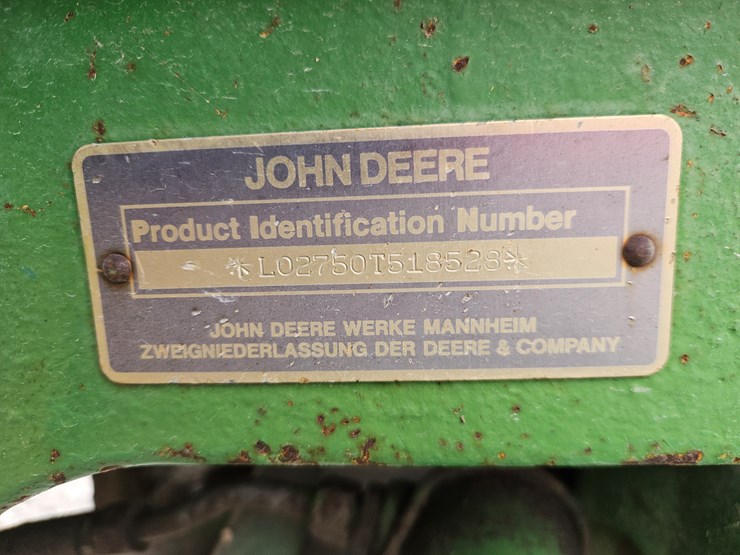 JOHN DEERE
Product Identification Number
*L02750T518528*
JOHN DEERE WERKE MANNHEIM
ZWEIGNIEDERLASSUNG DER DEERE & COMPANY